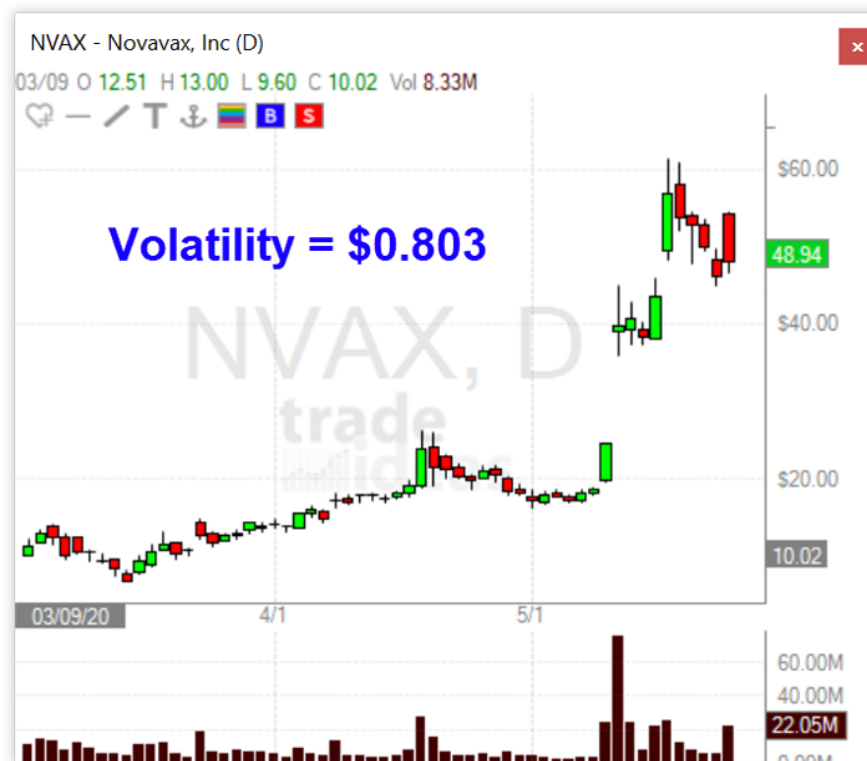 NVAX - Novavax, Inc (D)
x
03/09 O 12.51 H 13.00 L 9.60 C 10.02 Vol 8.33M
T B S
$60.00
Volatility = $0.803
48.94
NVAX, D
$40.00
trade
ideas
$20.00
10.02
03/09/20 4/1 5/1
60.00M
40.00M
22.05M
0.00M